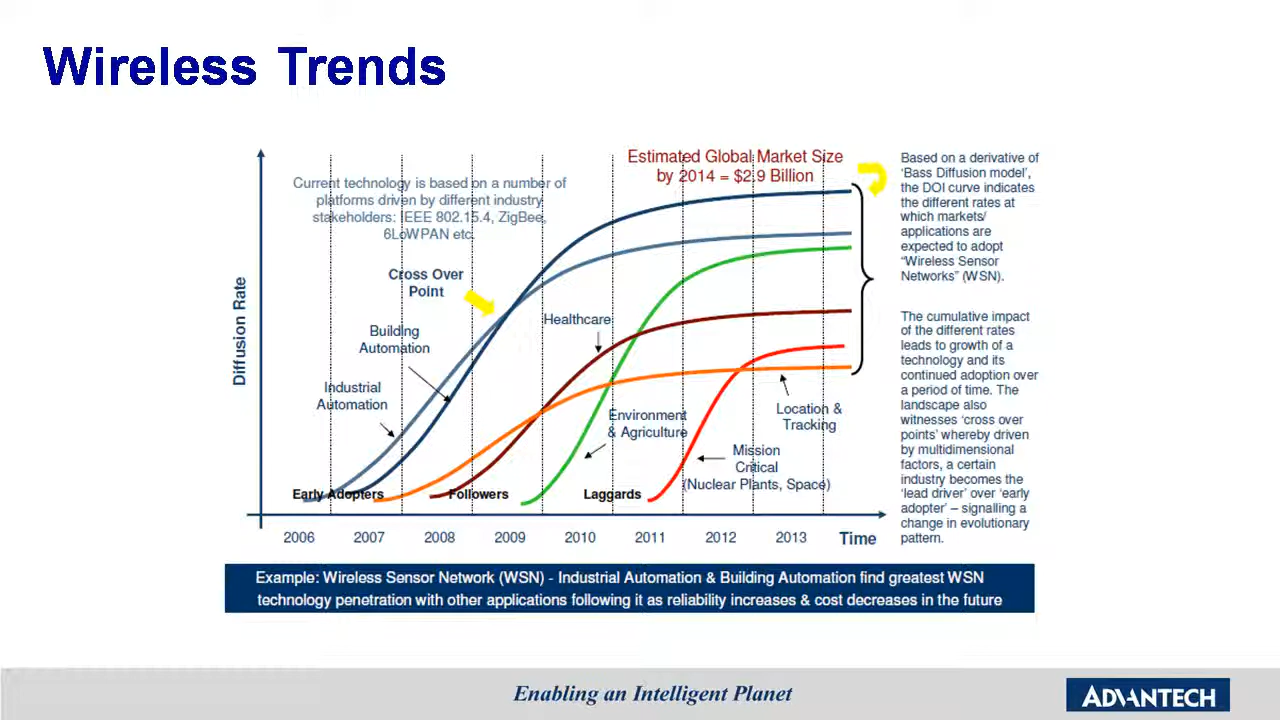 Wireless Trends
Estimated Global Market Size
by 2014 = $2.9 Billion
Current technology is based on a number of
platforms driven by different industry
stakeholders: IEEE 802.15.4, ZigBee,
6LoWPAN etc.
Cross Over
Point
Building
Automation
Industrial
Automation
Healthcare
Environment
& Agriculture
Mission
Critical
(Nuclear Plants, Space)
Location &
Tracking
Early Adopters
Followers
Laggards
Diffusion Rate
2006 2007 2008 2009 2010 2011 2012 2013 Time
Based on a derivative of
‘Bass Diffusion model’,
the DOI curve indicates
the different rates at
which markets/
applications are
expected to adopt
“Wireless Sensor
Networks” (WSN).
The cumulative impact
of the different rates
leads to growth of a
technology and its
continued adoption over
a period of time. The
landscape also
witnesses ‘cross over
points’ whereby driven
by multidimensional
factors, a certain
industry becomes the
‘lead driver’ over ‘early
adopter’ – signalling a
change in evolutionary
pattern.
Example: Wireless Sensor Network (WSN) - Industrial Automation & Building Automation find greatest WSN
technology penetration with other applications following it as reliability increases & cost decreases in the future
Enabling an Intelligent Planet
ADVANTECH